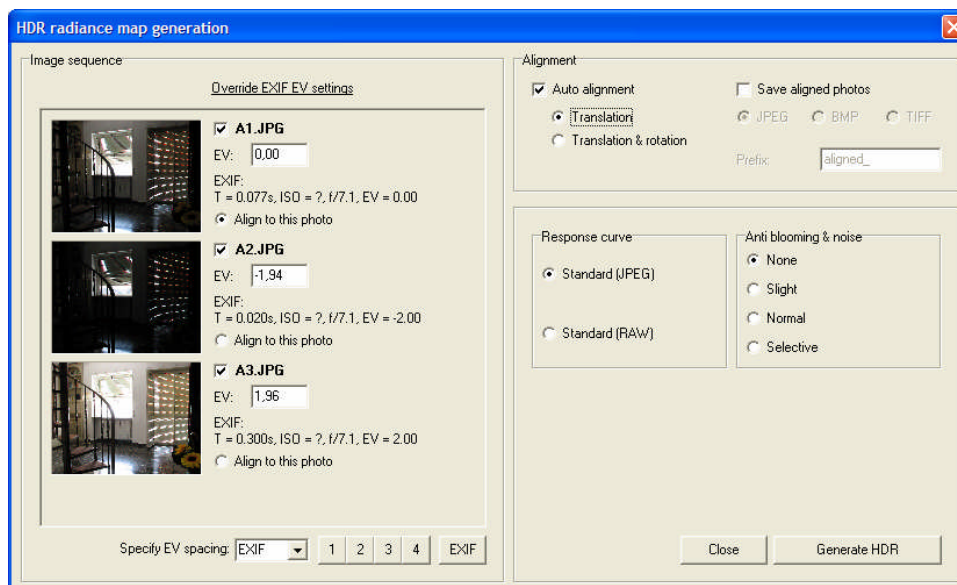 HDR radiance map generation
Image sequence
Override EXIF EV settings
A1.JPG
EV: 0,00
EXIF:
T = 0.077s, ISO = ?, f/7.1, EV = 0.00
Align to this photo
A2.JPG
EV: -1,94
EXIF:
T = 0.020s, ISO = ?, f/7.1, EV = -2.00
Align to this photo
A3.JPG
EV: 1,96
EXIF:
T = 0.300s, ISO = ?, f/7.1, EV = 2.00
Align to this photo
Specify EV spacing: EXIF 1 2 3 4 EXIF
Alignment
Auto alignment
Translation
Translation & rotation
Save aligned photos
JPEG BMP TIFF
Prefix: aligned_
Response curve
Standard (JPEG)
Standard (RAW)
Anti blooming & noise
None
Slight
Normal
Selective
Close Generate HDR